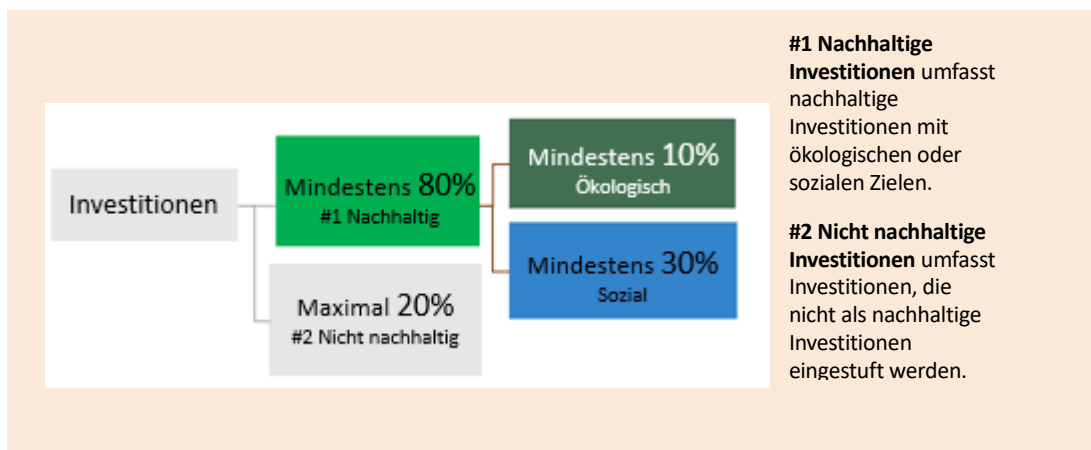 Investitionen
Mindestens 80%
#1 Nachhaltig
Maximal 20%
#2 Nicht nachhaltig
Mindestens 10%
Ökologisch
Mindestens 30%
Sozial
#1 Nachhaltige
Investitionen umfasst
nachhaltige
Investitionen mit
ökologischen oder
sozialen Zielen.
#2 Nicht nachhaltige
Investitionen umfasst
Investitionen, die
nicht als nachhaltige
Investitionen
eingestuft werden.